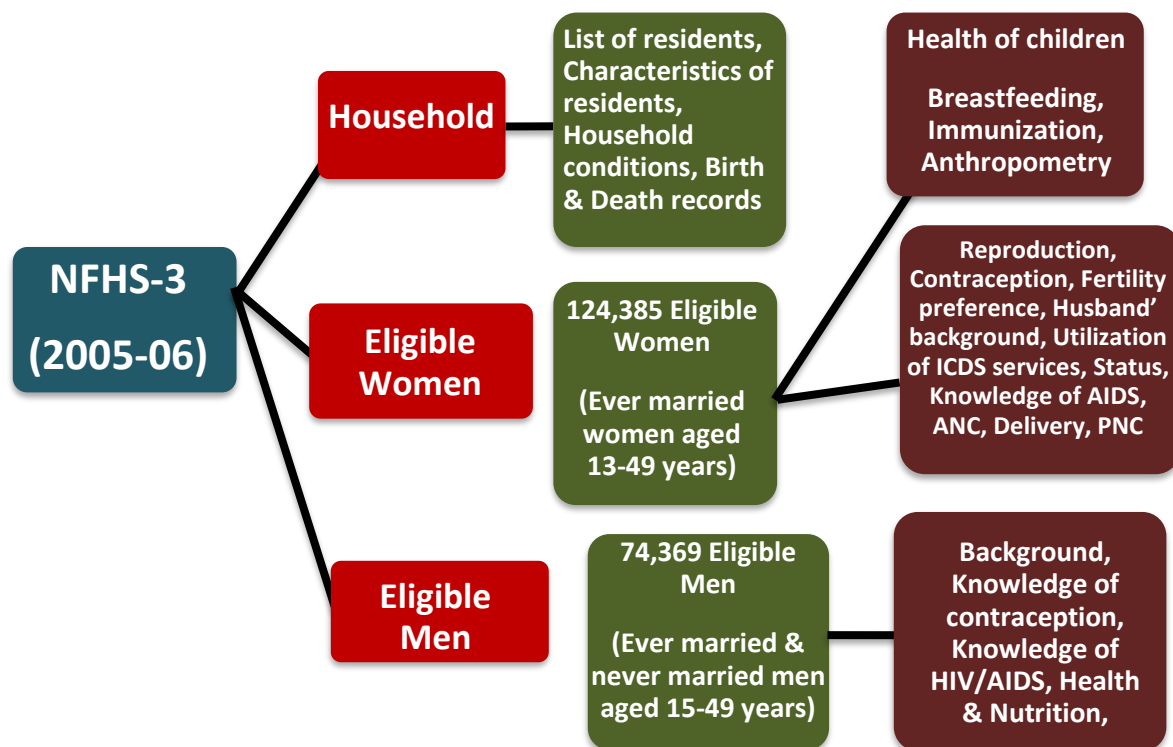 NFHS-3
(2005-06)
Household
List of residents,
Characteristics of
residents,
Household
conditions, Birth
& Death records
Health of children
Breastfeeding,
Immunization,
Anthropometry
Eligible
Women
124,385 Eligible
Women
(Ever married
women aged
13-49 years)
Reproduction,
Contraception, Fertility
preference, Husband’
background, Utilization
of ICDS services, Status,
Knowledge of AIDS,
ANC, Delivery, PNC
Eligible
Men
74,369 Eligible
Men
(Ever married &
never married men
aged 15-49 years)
Background,
Knowledge of
contraception,
Knowledge of
HIV/AIDS, Health
& Nutrition,